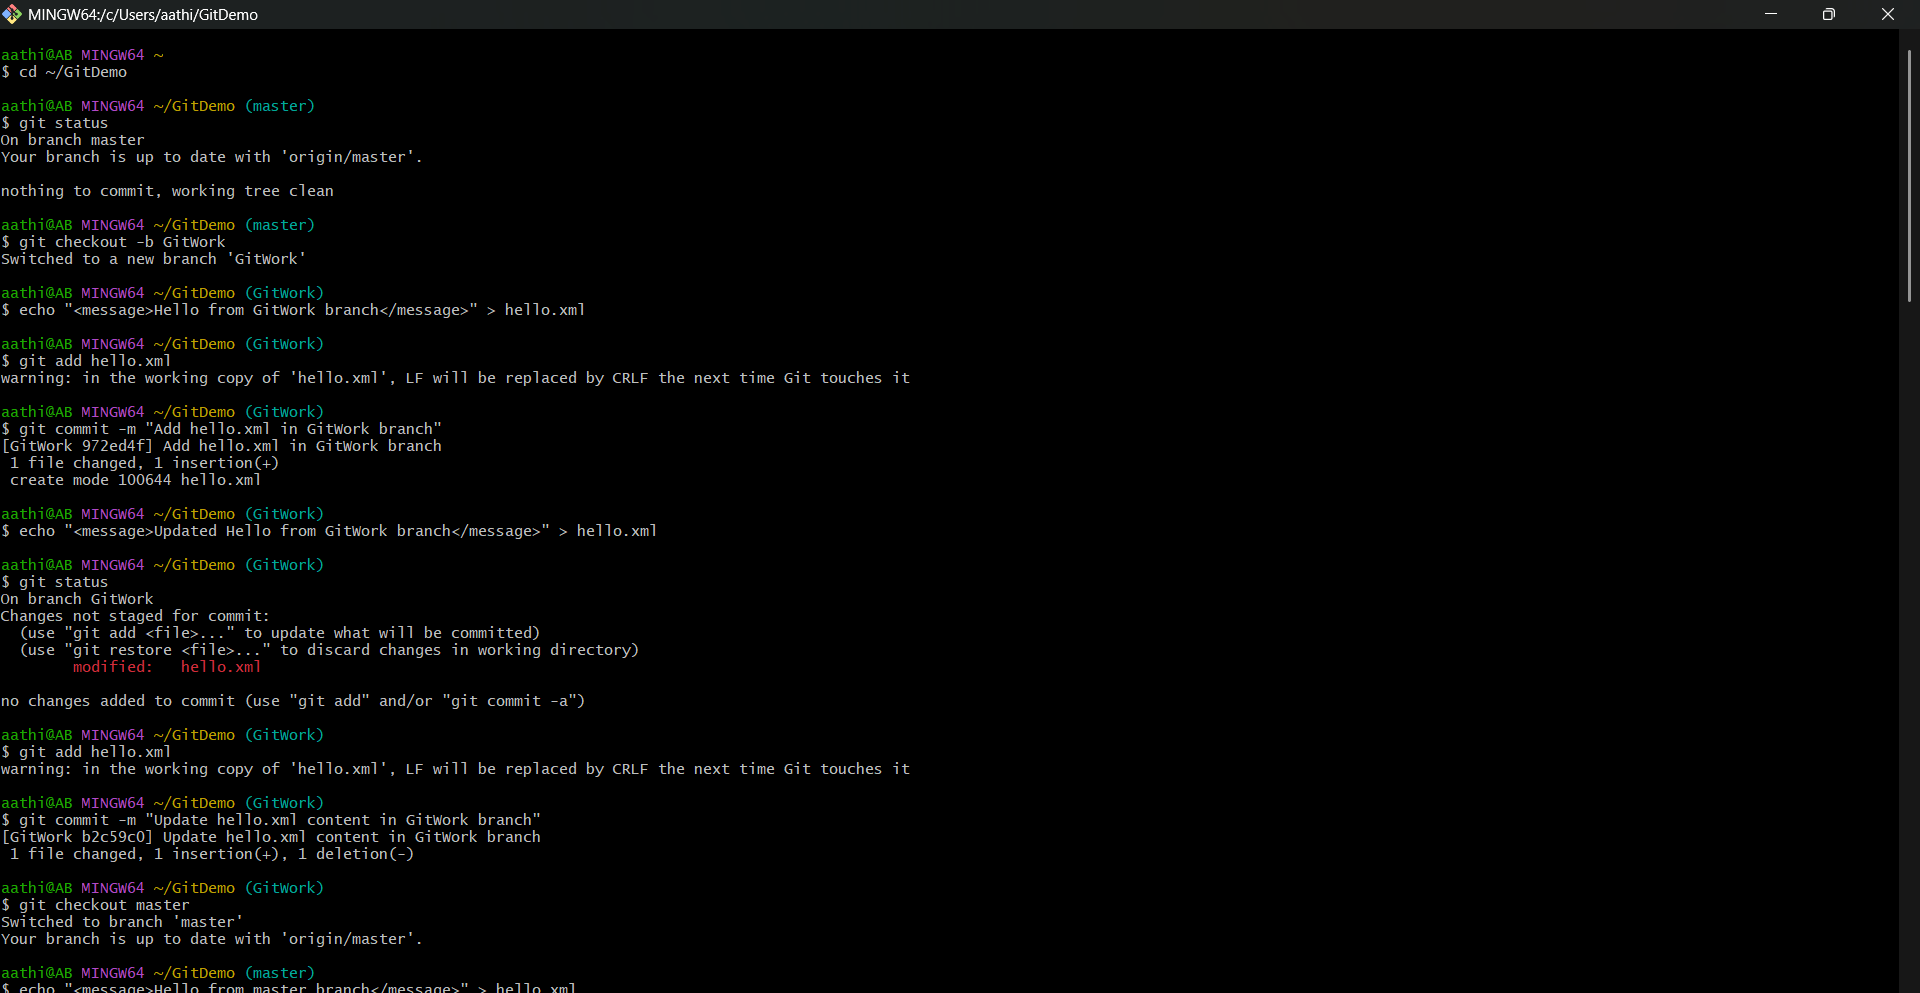 MINGW64:/c/Users/aathi/GitDemo
aathi@AB MINGW64 ~
$ cd ~/GitDemo
aathi@AB MINGW64 ~/GitDemo (master)
$ git status
On branch master
Your branch is up to date with 'origin/master'.
nothing to commit, working tree clean
aathi@AB MINGW64 ~/GitDemo (master)
$ git checkout -b GitWork
Switched to a new branch 'GitWork'
aathi@AB MINGW64 ~/GitDemo (GitWork)
$ echo "<message>Hello from GitWork branch</message>" > hello.xml
aathi@AB MINGW64 ~/GitDemo (GitWork)
$ git add hello.xml
warning: in the working copy of 'hello.xml', LF will be replaced by CRLF the next time Git touches it
aathi@AB MINGW64 ~/GitDemo (GitWork)
$ git commit -m "Add hello.xml in GitWork branch"
[GitWork 972ed4f] Add hello.xml in GitWork branch
 1 file changed, 1 insertion(+)
 create mode 100644 hello.xml
aathi@AB MINGW64 ~/GitDemo (GitWork)
$ echo "<message>Updated Hello from GitWork branch</message>" > hello.xml
aathi@AB MINGW64 ~/GitDemo (GitWork)
$ git status
On branch GitWork
Changes not staged for commit:
  (use "git add <file>..." to update what will be committed)
  (use "git restore <file>..." to discard changes in working directory)
        modified:   hello.xml
no changes added to commit (use "git add" and/or "git commit -a")
aathi@AB MINGW64 ~/GitDemo (GitWork)
$ git add hello.xml
warning: in the working copy of 'hello.xml', LF will be replaced by CRLF the next time Git touches it
aathi@AB MINGW64 ~/GitDemo (GitWork)
$ git commit -m "Update hello.xml content in GitWork branch"
[GitWork b2c59c0] Update hello.xml content in GitWork branch
 1 file changed, 1 insertion(+), 1 deletion(-)
aathi@AB MINGW64 ~/GitDemo (GitWork)
$ git checkout master
Switched to branch 'master'
Your branch is up to date with 'origin/master'.
aathi@AB MINGW64 ~/GitDemo (master)
$ echo "<message>Hello from master branch</message>" > hello.xml